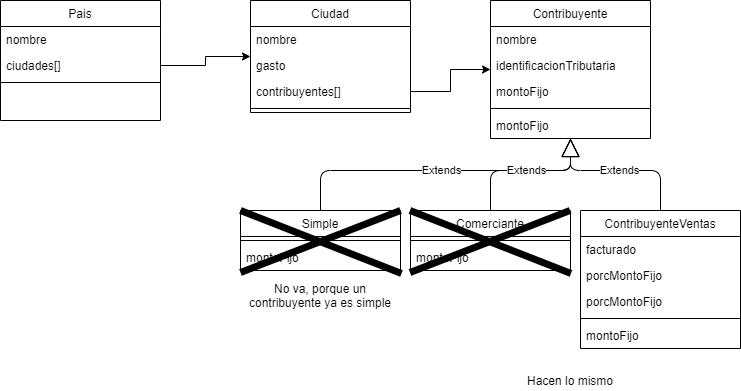 Pais
nombre
ciudades[]
Ciudad
nombre
gasto
contribuyentes[]
Contribuyente
nombre
identificacionTributaria
montoFijo
montoFijo
Extends
Extends
Extends
Simple
montoFijo
Comerciante
montoFijo
ContribuyenteVentas
facturado
porcMontoFijo
porcMontoFijo
montoFijo
No va, porque un
contribuyente ya es simple
Hacen lo mismo